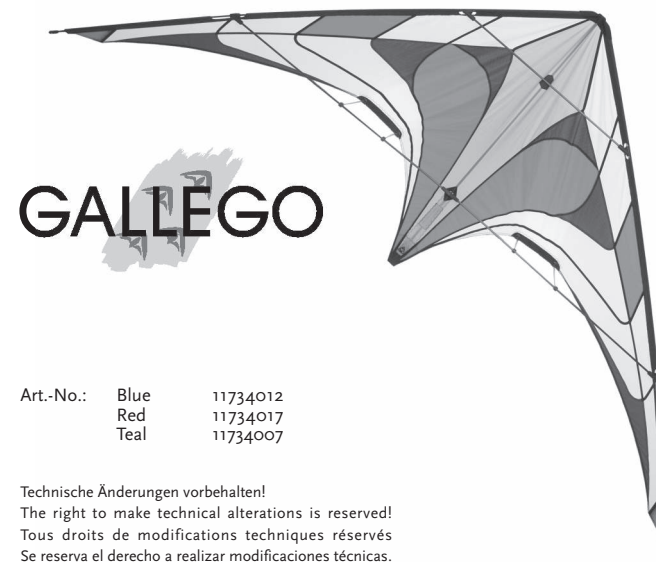 GALLEGO
Art.-No.: Blue 11734012
Red 11734017
Teal 11734007
Technische Änderungen vorbehalten!
The right to make technical alterations is reserved!
Tous droits de modifications techniques réservés
Se reserva el derecho a realizar modificaciones técnicas.